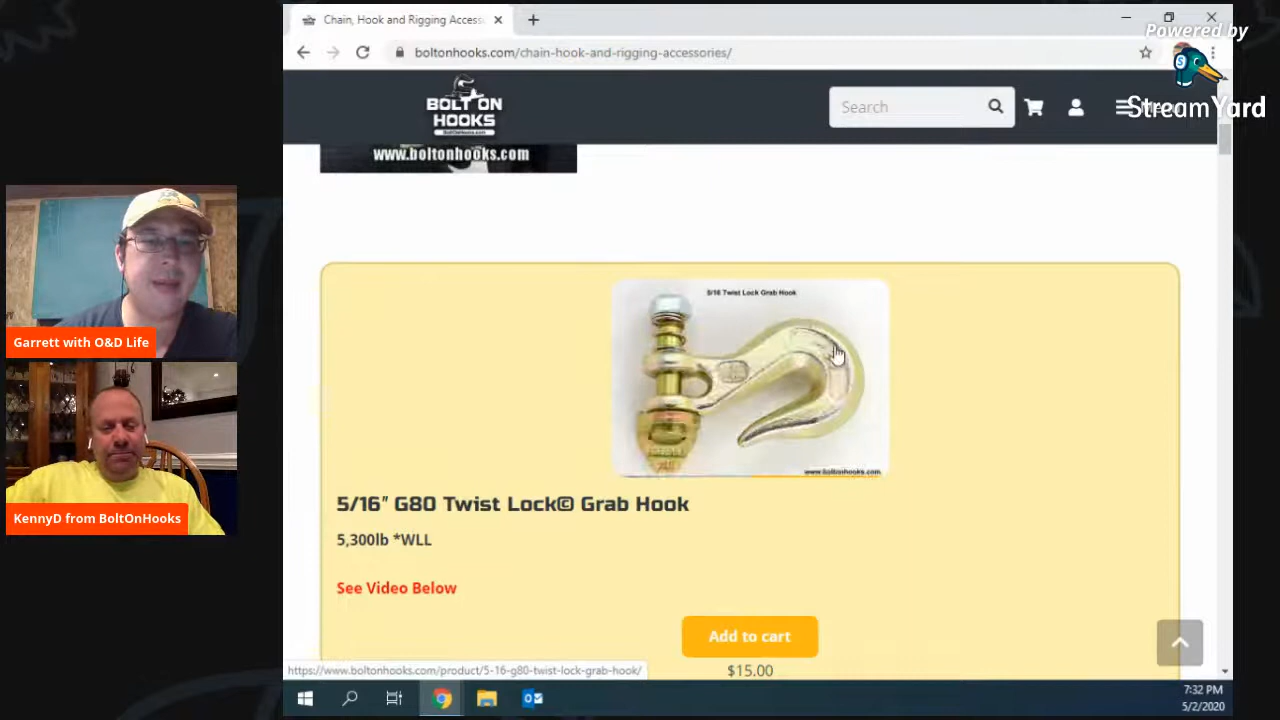 Chain, Hook and Rigging Access
boltonhooks.com/chain-hook-and-rigging-accessories/
Powered by
StreamYard
BOLT ON
HOOKS
BoltOnHooks.com
Search
www.boltonhooks.com
5/16 Twist Lock Grab Hook
www.boltonhooks.com
5/16″ G80 Twist Lock© Grab Hook
5,300lb *WLL
See Video Below
Add to cart
$15.00
Garrett with O&D Life
KennyD from BoltOnHooks
https://www.boltonhooks.com/product/5-16-g80-twist-lock-grab-hook/
7:32 PM
5/2/2020